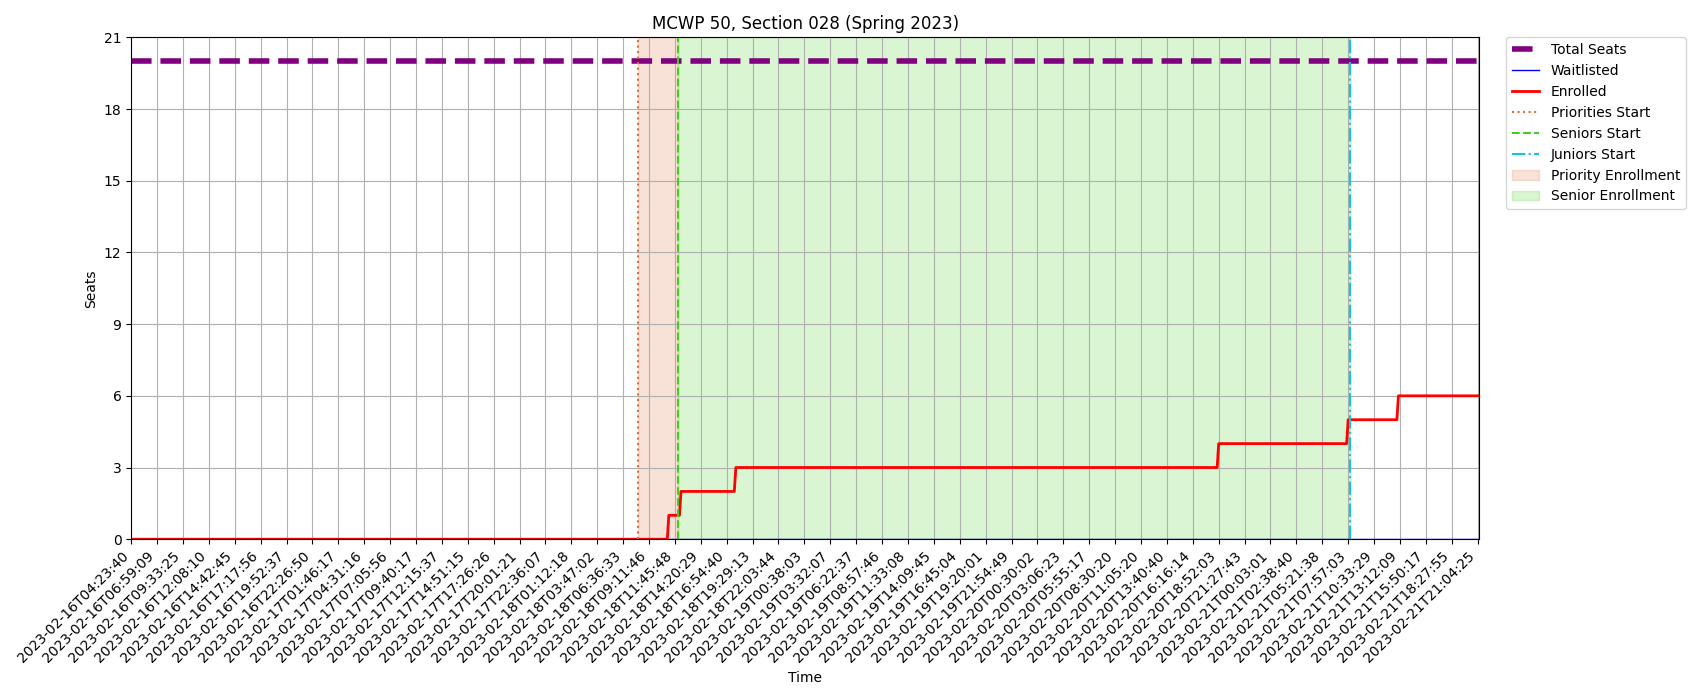 MCWP 50, Section 028 (Spring 2023)
21
18
15
12
9
6
3
0
Seats
2023-02-16T04:23:40
2023-02-16T06:59:09
2023-02-16T09:33:25
2023-02-16T12:08:10
2023-02-16T14:42:45
2023-02-16T17:17:56
2023-02-16T19:52:37
2023-02-16T22:26:50
2023-02-17T01:46:17
2023-02-17T04:31:16
2023-02-17T07:05:56
2023-02-17T09:40:17
2023-02-17T12:15:37
2023-02-17T14:51:15
2023-02-17T17:26:26
2023-02-17T20:01:21
2023-02-17T22:36:07
2023-02-18T01:12:18
2023-02-18T03:47:02
2023-02-18T06:36:33
2023-02-18T09:11:46
2023-02-18T11:45:48
2023-02-18T14:20:29
2023-02-18T16:54:40
2023-02-18T19:29:13
2023-02-18T22:03:44
2023-02-19T00:38:03
2023-02-19T03:32:07
2023-02-19T06:22:37
2023-02-19T08:57:46
2023-02-19T11:33:08
2023-02-19T14:09:45
2023-02-19T16:45:04
2023-02-19T19:20:01
2023-02-19T21:54:49
2023-02-20T00:30:02
2023-02-20T03:06:23
2023-02-20T05:55:17
2023-02-20T08:30:20
2023-02-20T11:05:20
2023-02-20T13:40:40
2023-02-20T16:16:14
2023-02-20T18:52:03
2023-02-20T21:27:43
2023-02-21T00:03:01
2023-02-21T02:38:40
2023-02-21T05:21:38
2023-02-21T07:57:03
2023-02-21T10:33:29
2023-02-21T13:12:09
2023-02-21T15:50:17
2023-02-21T18:27:55
2023-02-21T21:04:25
Time
Total Seats
Waitlisted
Enrolled
Priorities Start
Seniors Start
Juniors Start
Priority Enrollment
Senior Enrollment